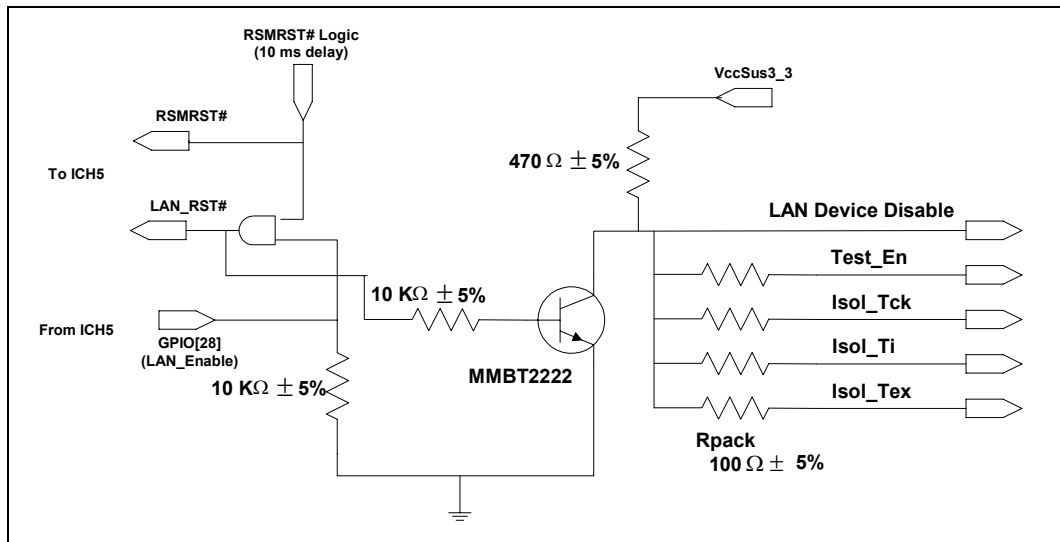 RSMRST# Logic
(10 ms delay)
VccSus3_3
RSMRST#
470 Ω ± 5%
To ICH5
LAN_RST#
LAN Device Disable
Test_En
10 KΩ ± 5%
Isol_Tck
From ICH5
GPIO[28]
(LAN_Enable)
Isol_Ti
MMBT2222
10 KΩ ± 5%
Isol_Tex
Rpack
100 Ω ± 5%